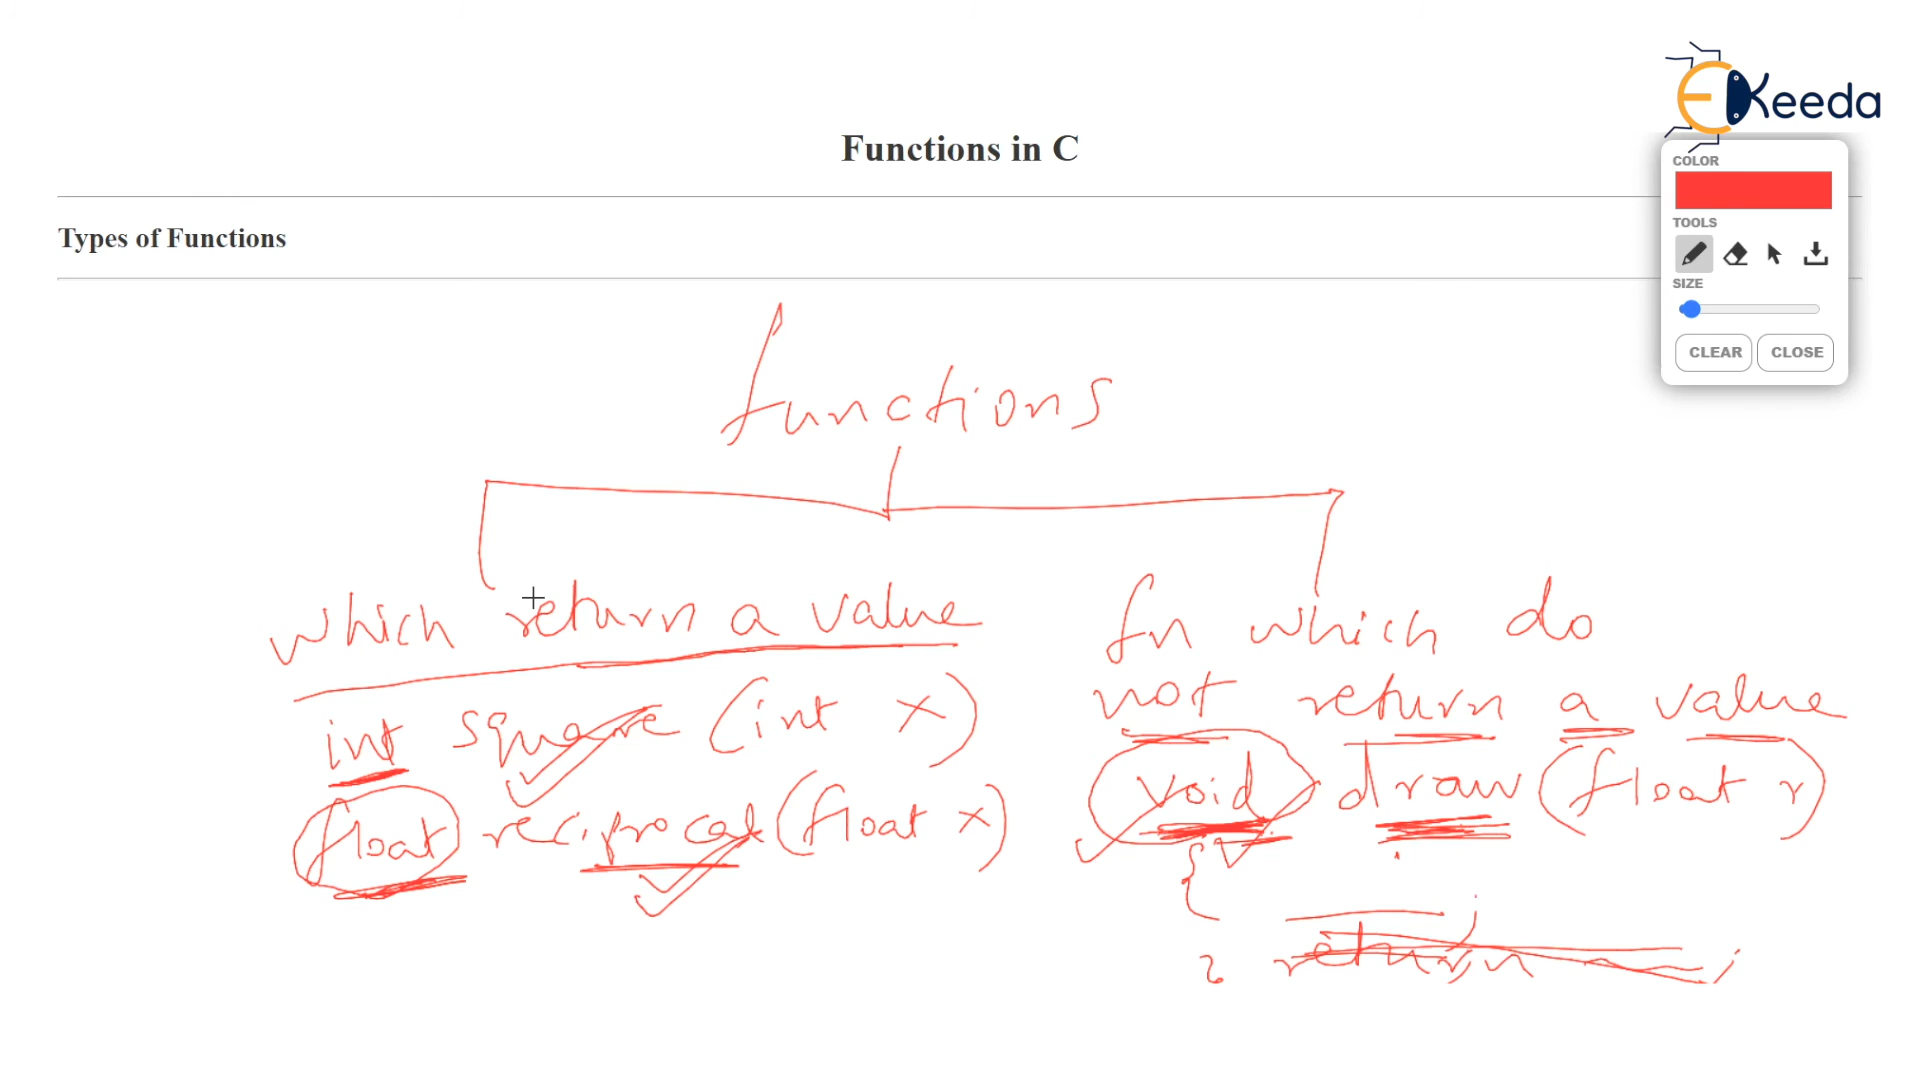 EKeeda
Functions in C
COLOR
TOOLS
SIZE
CLEAR CLOSE
Types of Functions
functions
which return a value
int square (int x)
float reciprocal (float x)
fn which do
not return a value
void draw (float r)
{
return ;
}